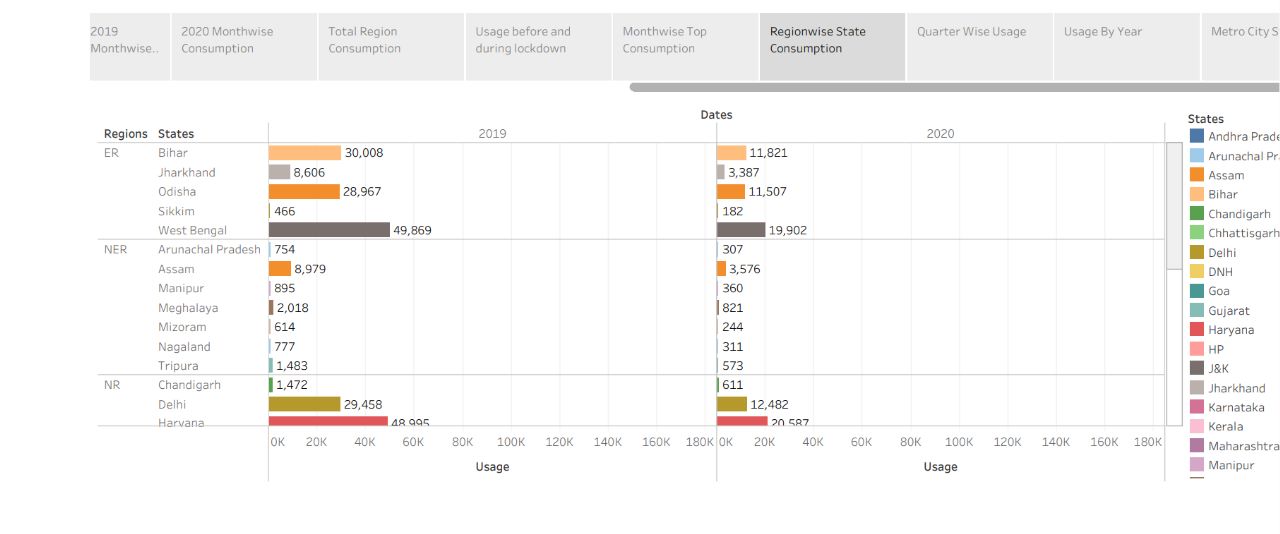 2019 Monthwise..
2020 Monthwise Consumption
Total Region Consumption
Usage before and during lockdown
Monthwise Top Consumption
Regionwise State Consumption
Quarter Wise Usage
Usage By Year
Metro City S
Dates
Regions States 2019 2020
ER Bihar 30,008 11,821
Jharkhand 8,606 3,387
Odisha 28,967 11,507
Sikkim 466 182
West Bengal 49,869 19,902
NER Arunachal Pradesh 754 307
Assam 8,979 3,576
Manipur 895 360
Meghalaya 2,018 821
Mizoram 614 244
Nagaland 777 311
Tripura 1,483 573
NR Chandigarh 1,472 611
Delhi 29,458 12,482
Haryana 48,995 20,587
0K 20K 40K 60K 80K 100K 120K 140K 160K 180K 0K 20K 40K 60K 80K 100K 120K 140K 160K 180K
Usage Usage
States
Andhra Prade
Arunachal Pr
Assam
Bihar
Chandigarh
Chhattisgarh
Delhi
DNH
Goa
Gujarat
Haryana
HP
J&K
Jharkhand
Karnataka
Kerala
Maharashtra
Manipur